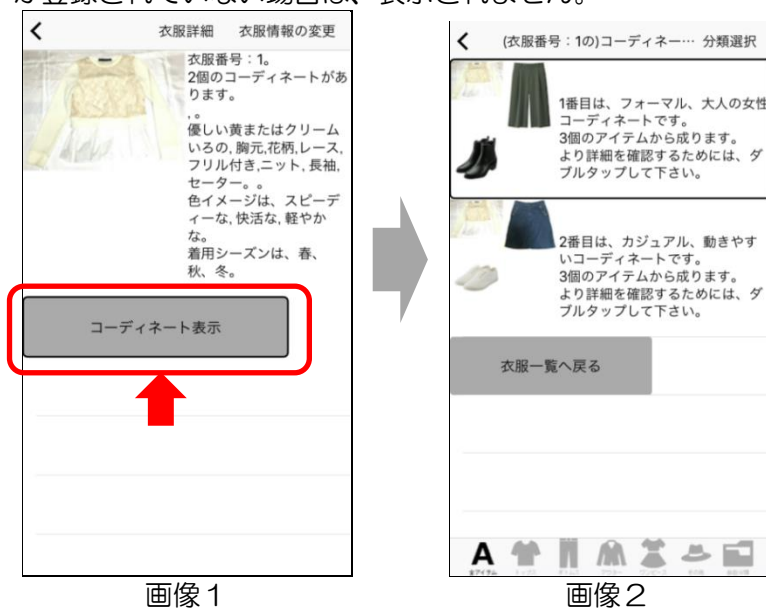 が登録されていない場合は、表示されません。
衣服詳細 衣服情報の変更
衣服番号：1。
2個のコーディネートがあ
ります。
,。
優しい黄またはクリーム
いろの, 胸元,花柄,レース,
フリル付き,ニット, 長袖,
セーター。。
色イメージは、スピーデ
ィーな, 快活な, 軽やか
な。
着用シーズンは、春、
秋、冬。
コーディネート表示
画像１
(衣服番号：1の)コーディネー… 分類選択
1番目は、フォーマル、大人の女性
コーディネートです。
3個のアイテムから成ります。
より詳細を確認するためには、ダ
ブルタップして下さい。
2番目は、カジュアル、動きやす
いコーディネートです。
3個のアイテムから成ります。
より詳細を確認するためには、ダ
ブルタップして下さい。
衣服一覧へ戻る
A
全アイテム
画像２